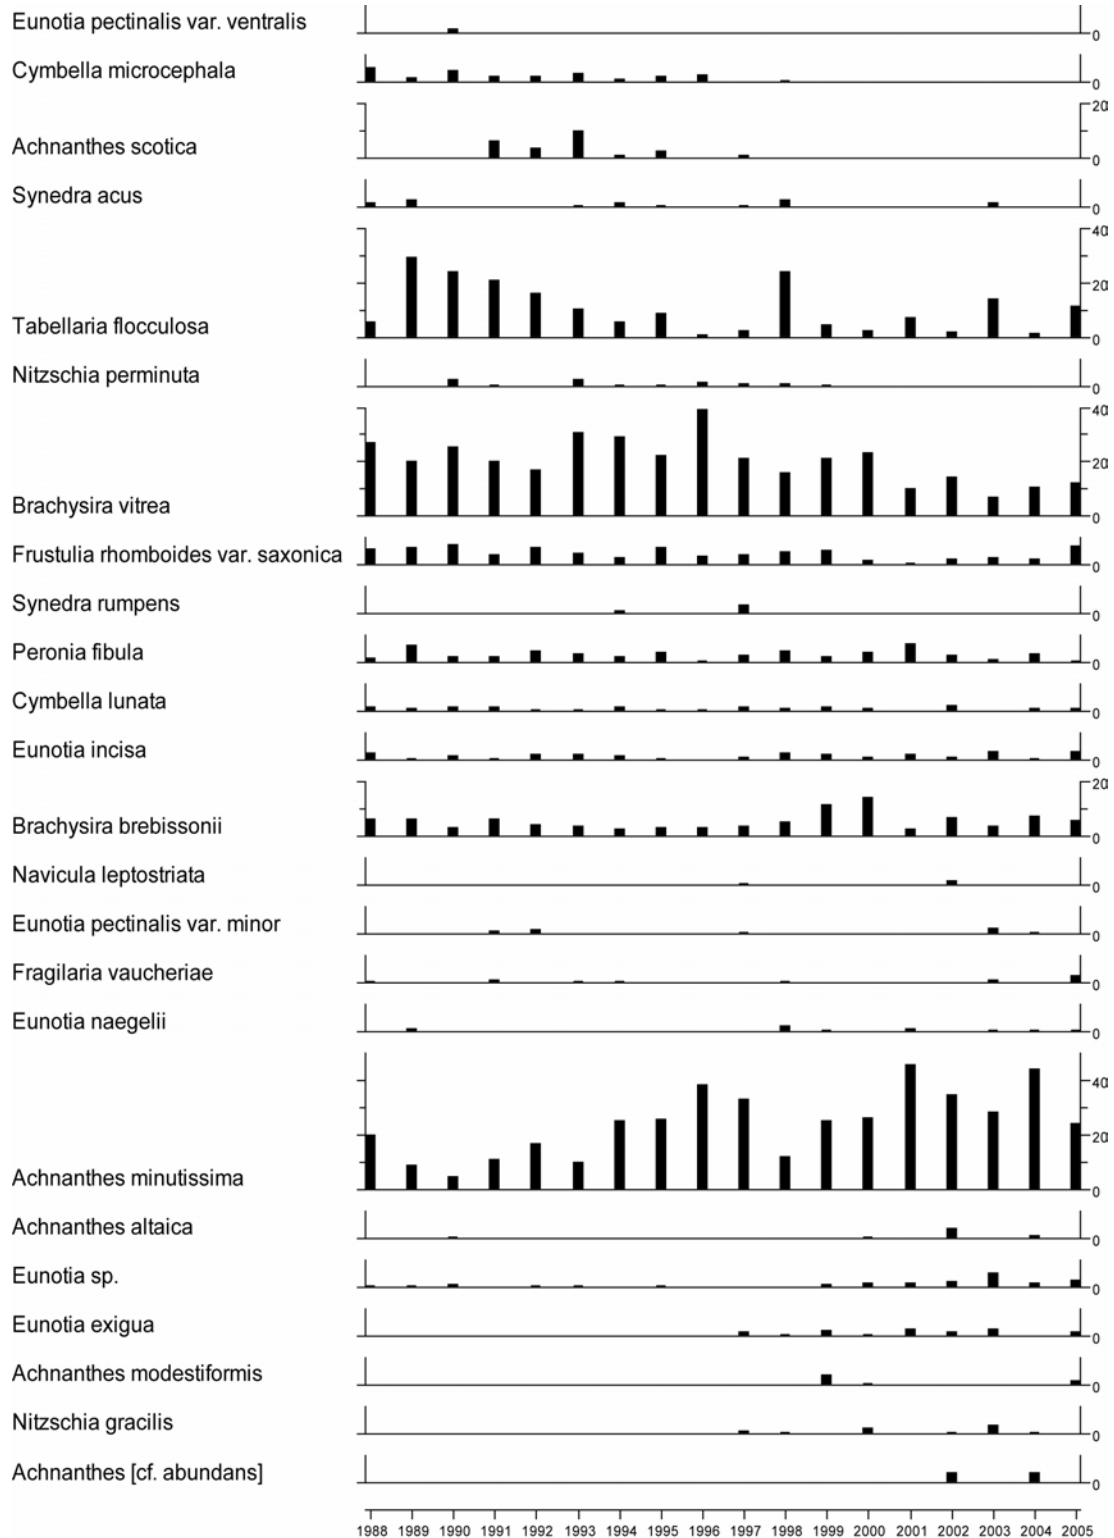 Eunotia pectinalis var. ventralis 0
Cymbella microcephala 0
20
Achnanthes scotica 0
Synedra acus 0
40
20
Tabellaria flocculosa 0
Nitzschia perminuta 0
40
20
Brachysira vitrea 0
Frustulia rhomboides var. saxonica 0
Synedra rumpens 0
Peronia fibula 0
Cymbella lunata 0
Eunotia incisa 0
20
Brachysira brebissonii 0
Navicula leptostriata 0
Eunotia pectinalis var. minor 0
Fragilaria vaucheriae 0
Eunotia naegelii 0
40
20
Achnanthes minutissima 0
Achnanthes altaica 0
Eunotia sp. 0
Eunotia exigua 0
Achnanthes modestiformis 0
Nitzschia gracilis 0
Achnanthes [cf. abundans] 0
1988 1989 1990 1991 1992 1993 1994 1995 1996 1997 1998 1999 2000 2001 2002 2003 2004 2005